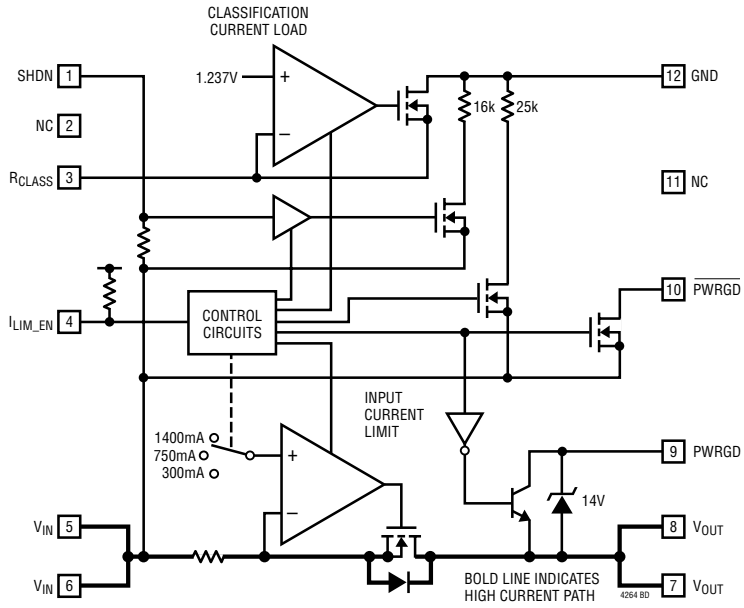 CLASSIFICATION
CURRENT LOAD
SHDN 1
1.237V
+
−
12 GND
16k
25k
NC 2
RCLASS 3
11 NC
10 PWRGD
ILIM_EN 4
CONTROL
CIRCUITS
INPUT
CURRENT
LIMIT
1400mA
750mA
300mA
+
−
9 PWRGD
14V
VIN 5
8 VOUT
VIN 6
BOLD LINE INDICATES
HIGH CURRENT PATH
4264 BD
7 VOUT